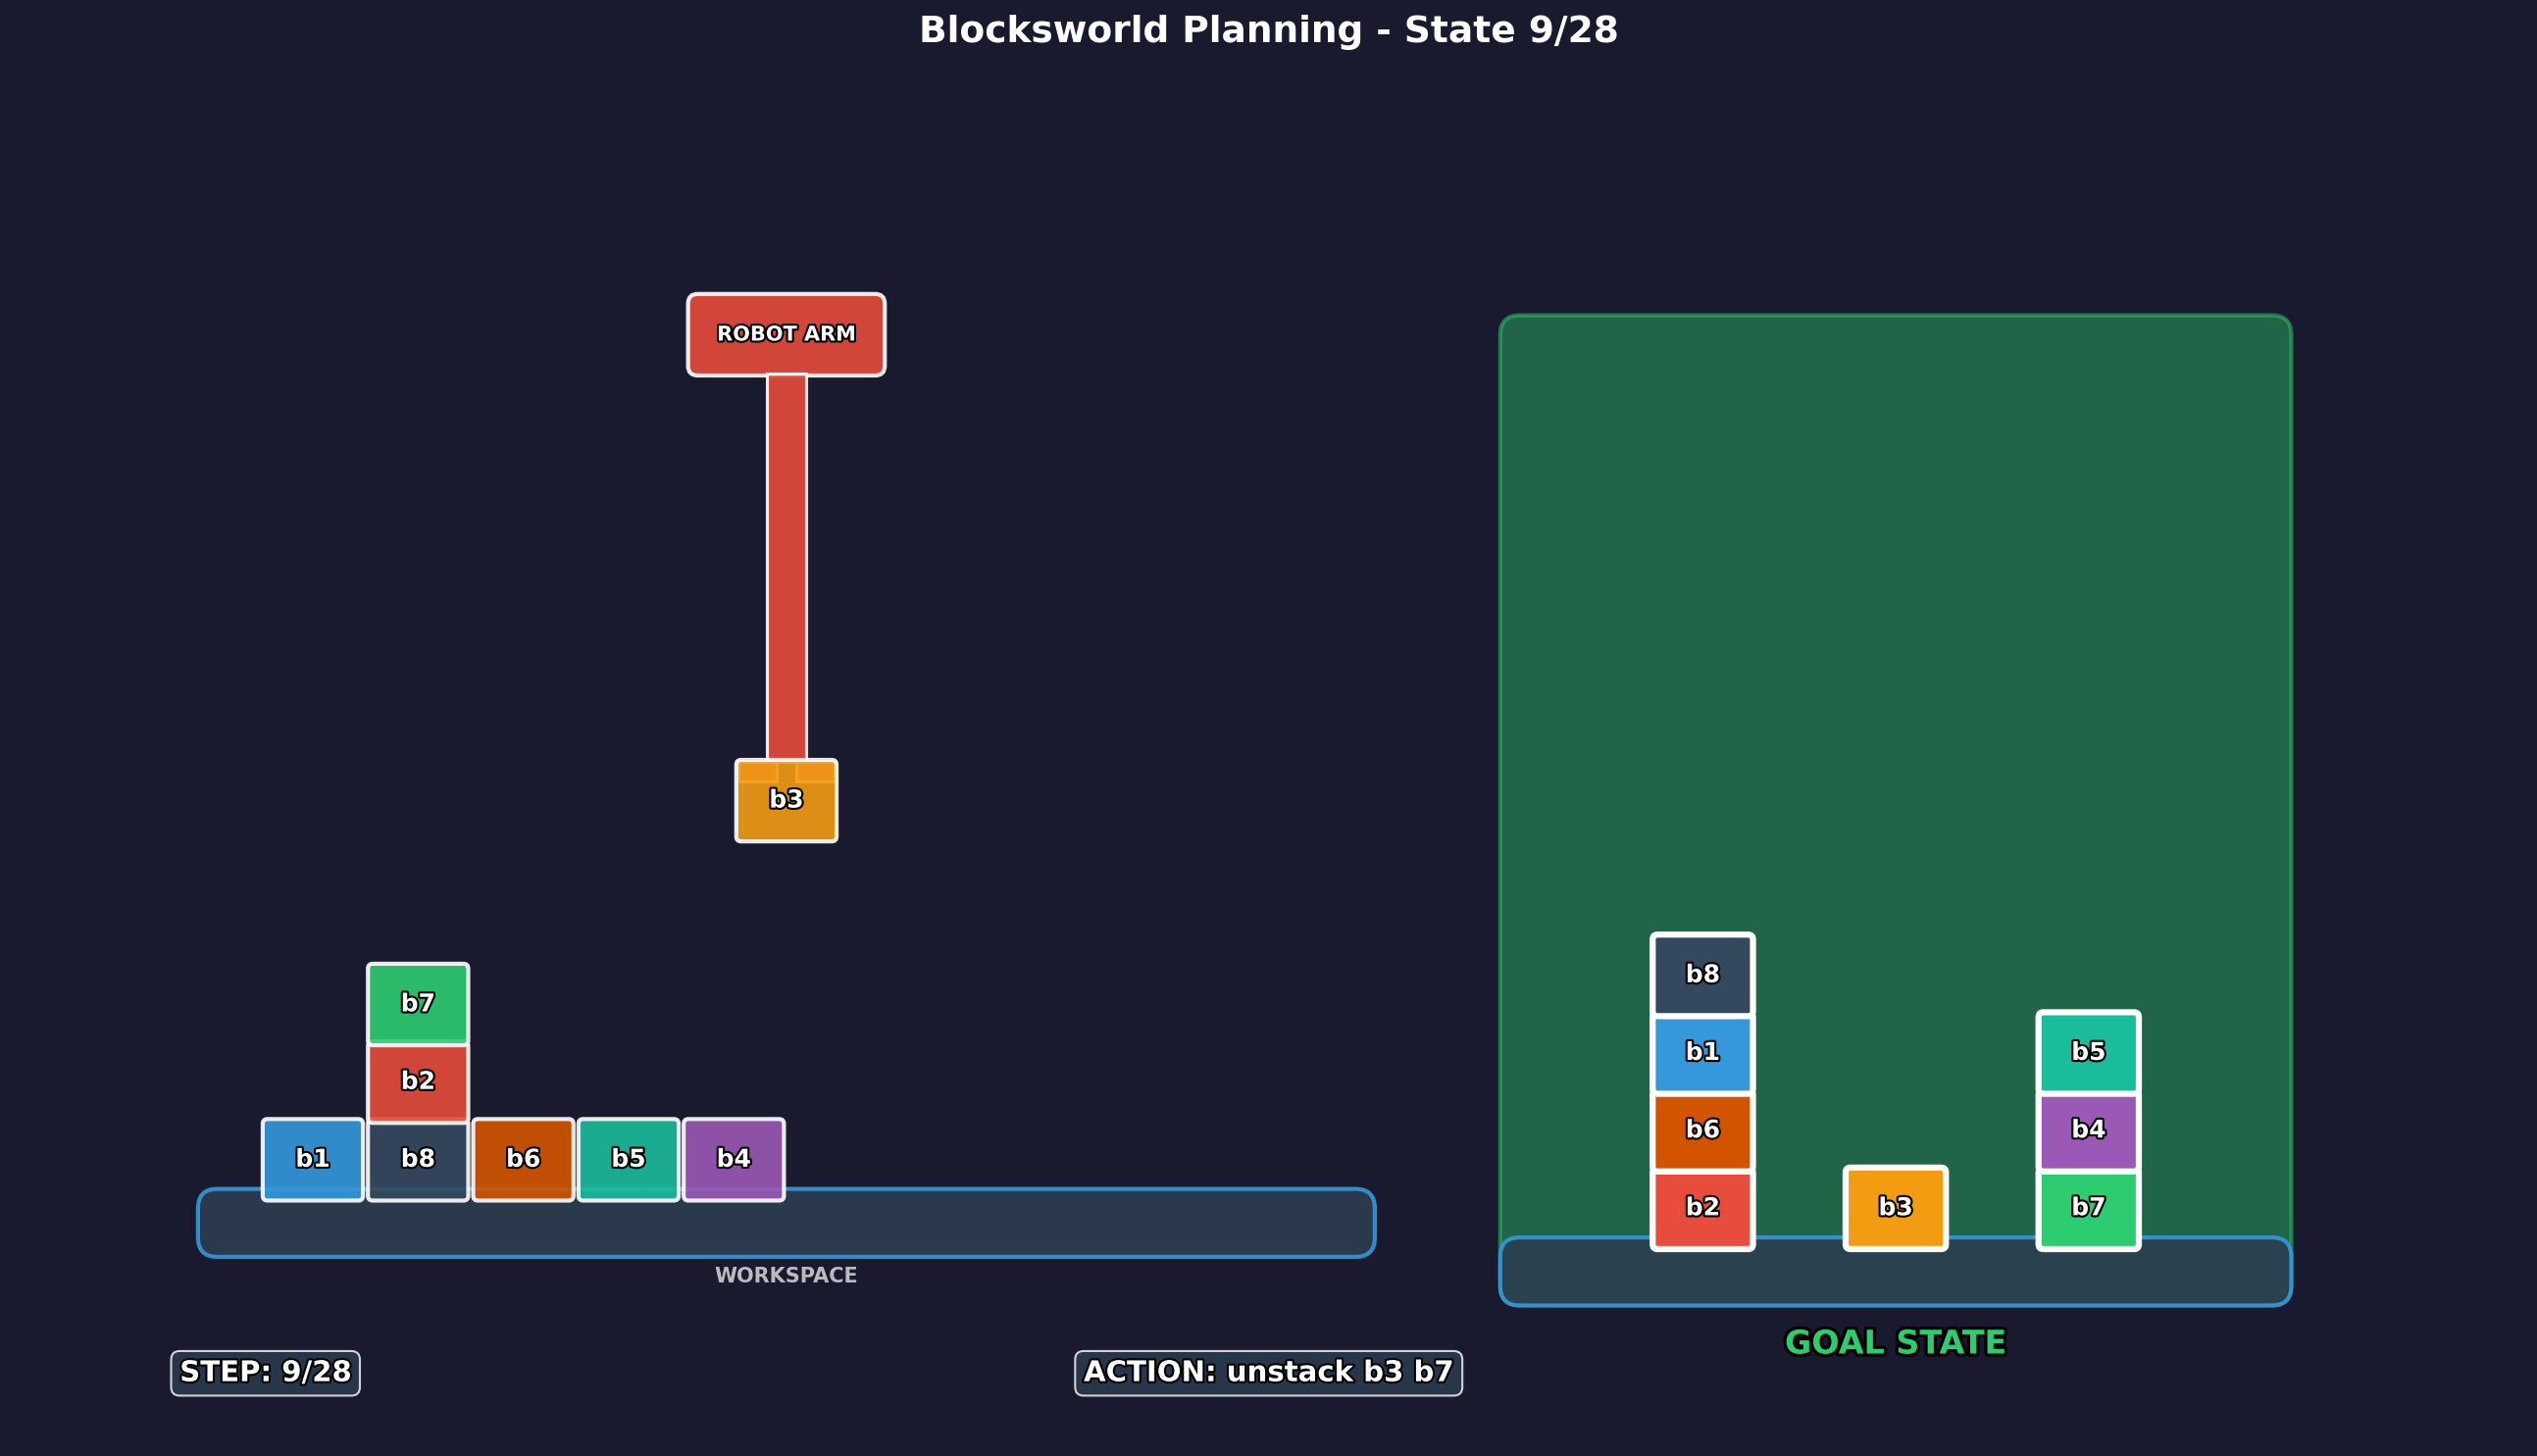 Blocksworld Planning - State 9/28
ROBOT ARM
b3
b7
b2
b1 b8 b6 b5 b4
WORKSPACE
b8
b1
b6
b2
b3
b5
b4
b7
GOAL STATE
STEP: 9/28
ACTION: unstack b3 b7